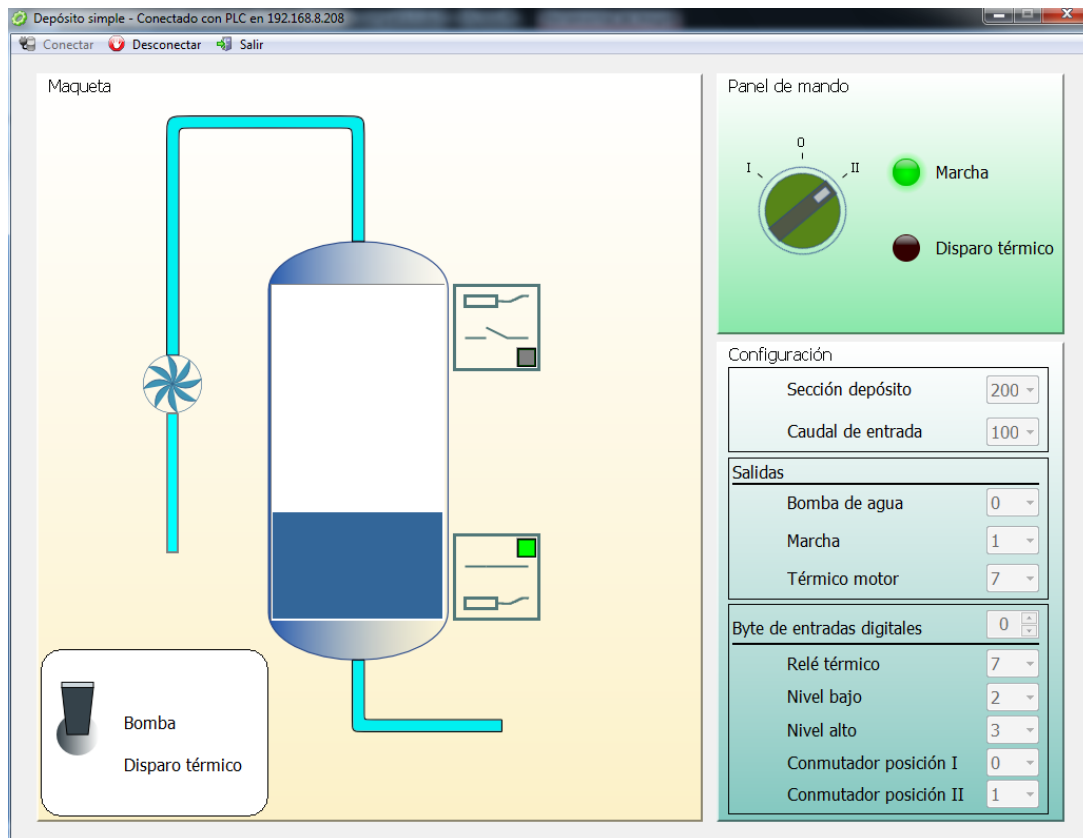 Depósito simple - Conectado con PLC en 192.168.8.208
Conectar Desconectar Salir
Maqueta
Bomba
Disparo térmico
Panel de mando
0
I II
Marcha
Disparo térmico
Configuración
Sección depósito 200
Caudal de entrada 100
Salidas
Bomba de agua 0
Marcha 1
Térmico motor 7
Byte de entradas digitales 0
Relé térmico 7
Nivel bajo 2
Nivel alto 3
Conmutador posición I 0
Conmutador posición II 1